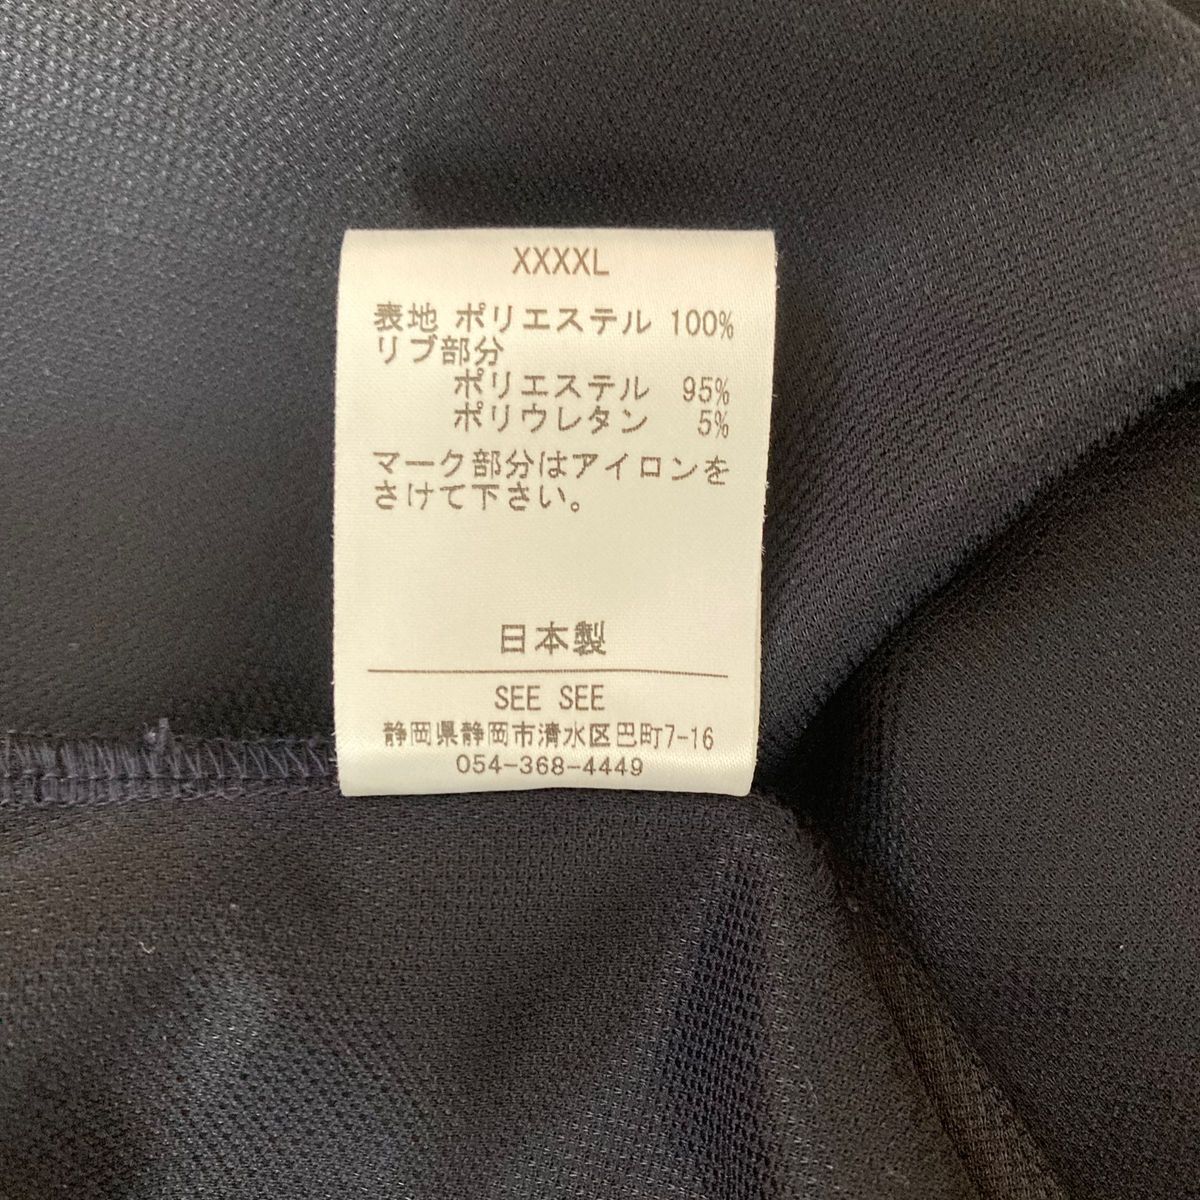 XXXXL
表地 ポリエステル 100%
リブ部分
ポリエステル 95%
ポリウレタン 5%
マーク部分はアイロンを
さけて下さい。
日本製
SEE SEE
静岡県静岡市清水区巴町7-16
054-368-4449